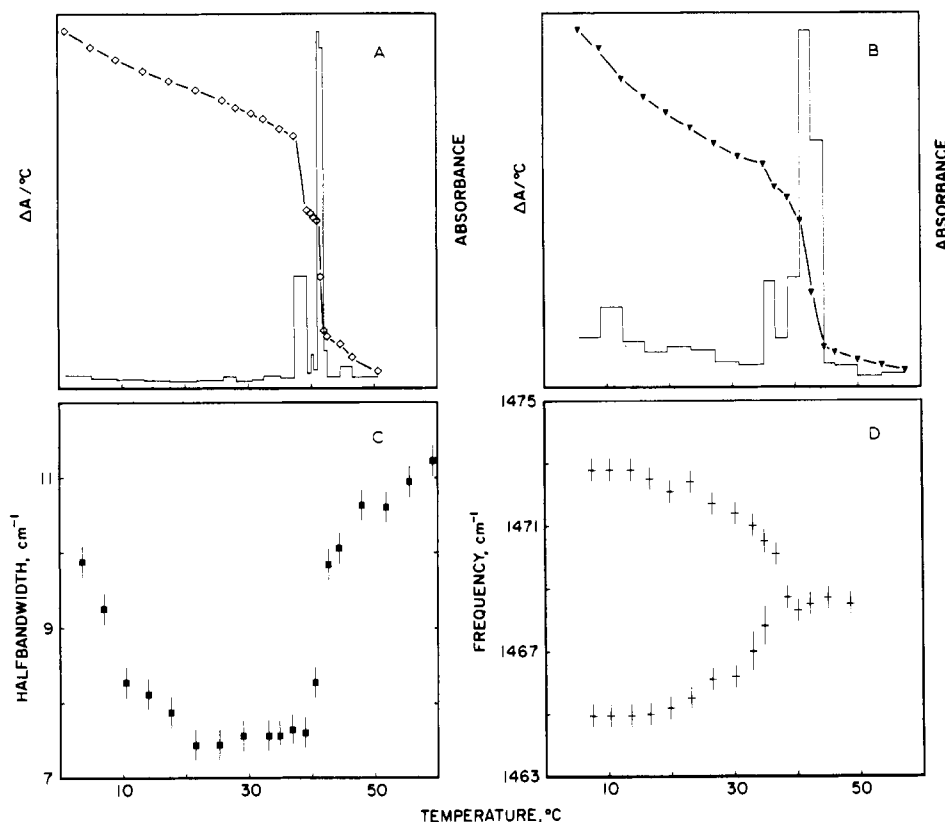 A
B
ΔA/°C
ABSORBANCE
ΔA/°C
ABSORBANCE
C
D
HALFBANDWIDTH, cm⁻¹
11
9
7
FREQUENCY, cm⁻¹
1475
1471
1467
1463
10
30
50
10
30
50
TEMPERATURE, °C